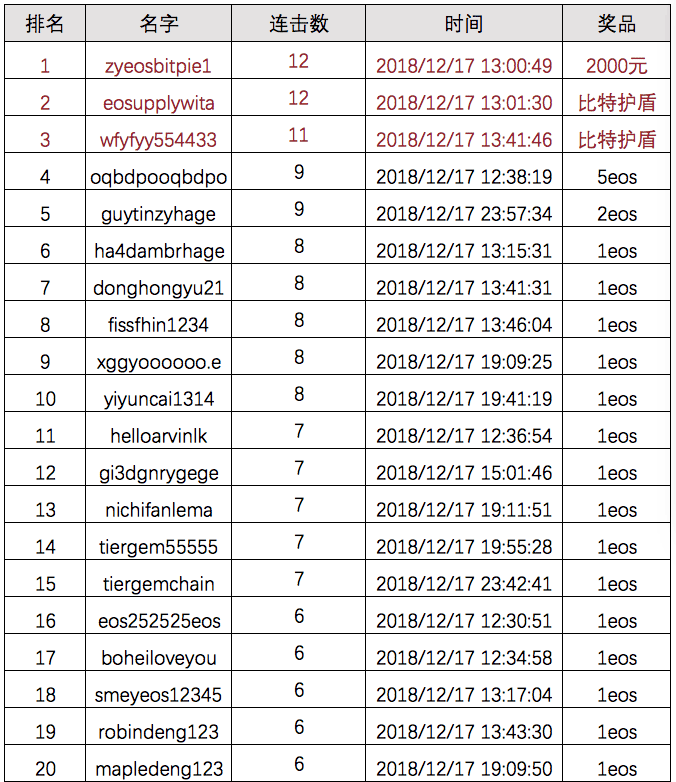 排名 名字 连击数 时间 奖品
1 zyeosbitpie1 12 2018/12/17 13:00:49 2000元
2 eosupplywita 12 2018/12/17 13:01:30 比特护盾
3 wfyfyy554433 11 2018/12/17 13:41:46 比特护盾
4 oqbdpooqbdpo 9 2018/12/17 12:38:19 5eos
5 guytinzyhage 9 2018/12/17 23:57:34 2eos
6 ha4dambrhage 8 2018/12/17 13:15:31 1eos
7 donghongyu21 8 2018/12/17 13:41:31 1eos
8 fissfhin1234 8 2018/12/17 13:46:04 1eos
9 xggyoooooo.e 8 2018/12/17 19:09:25 1eos
10 yiyuncai1314 8 2018/12/17 19:41:19 1eos
11 helloarvinlk 7 2018/12/17 12:36:54 1eos
12 gi3dgnrygege 7 2018/12/17 15:01:46 1eos
13 nichifanlema 7 2018/12/17 19:11:51 1eos
14 tiergem55555 7 2018/12/17 19:55:28 1eos
15 tiergemchain 7 2018/12/17 23:42:41 1eos
16 eos252525eos 6 2018/12/17 12:30:51 1eos
17 boheiloveyou 6 2018/12/17 12:34:58 1eos
18 smeyeos12345 6 2018/12/17 13:17:04 1eos
19 robindeng123 6 2018/12/17 13:43:30 1eos
20 mapledeng123 6 2018/12/17 19:09:50 1eos